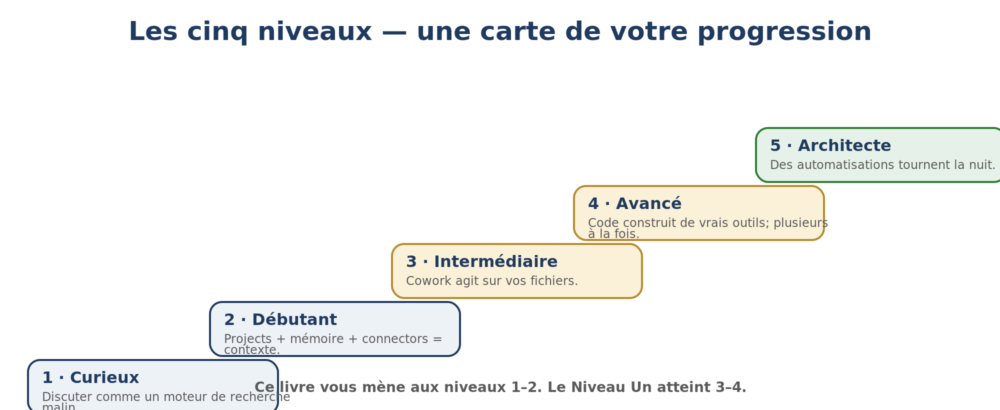 Les cinq niveaux — une carte de votre progression
5 · Architecte
Des automatisations tournent la nuit.
4 · Avancé
Code construit de vrais outils; plusieurs
à la fois.
3 · Intermédiaire
Cowork agit sur vos fichiers.
2 · Débutant
Projects + mémoire + connectors =
contexte.
1 · Curieux
Discuter comme un moteur de recherche
malin
Ce livre vous mène aux niveaux 1–2. Le Niveau Un atteint 3–4.